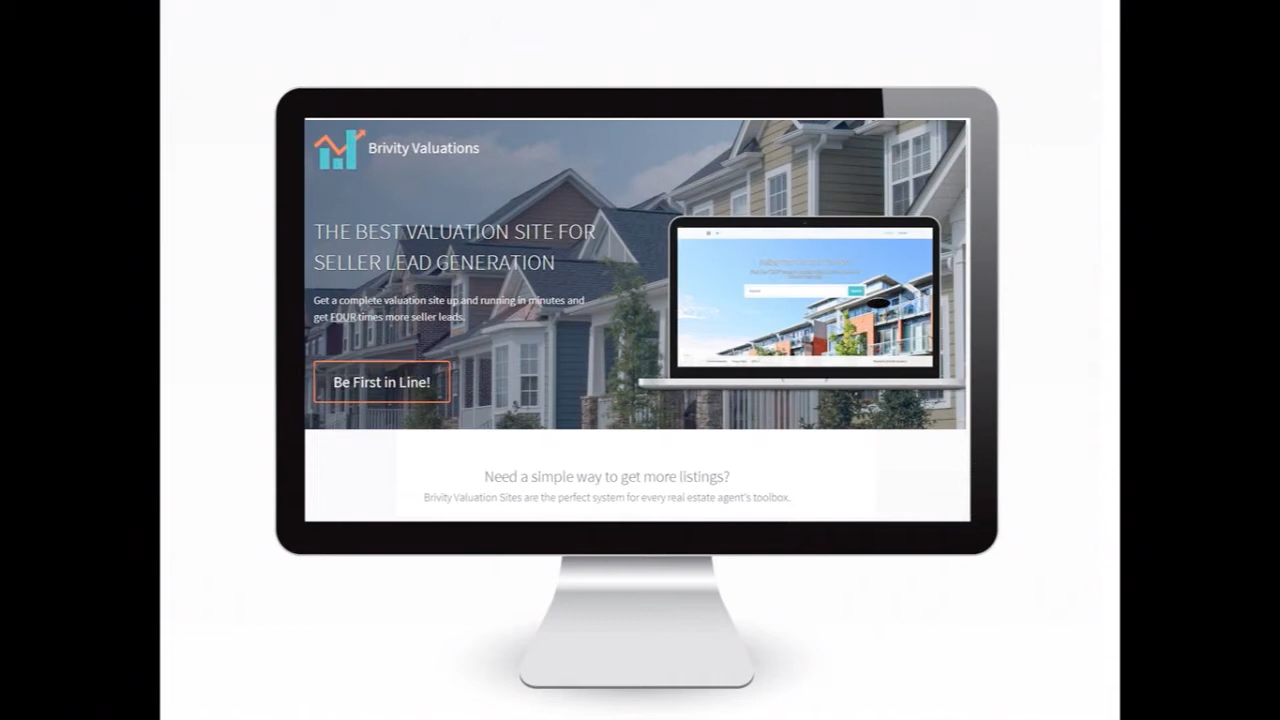 Brivity Valuations
THE BEST VALUATION SITE FOR
SELLER LEAD GENERATION
Get a complete valuation site up and running in minutes and
get FOUR times more seller leads.
Be First in Line!
Need a simple way to get more listings?
Brivity Valuation Sites are the perfect system for every real estate agent's toolbox.